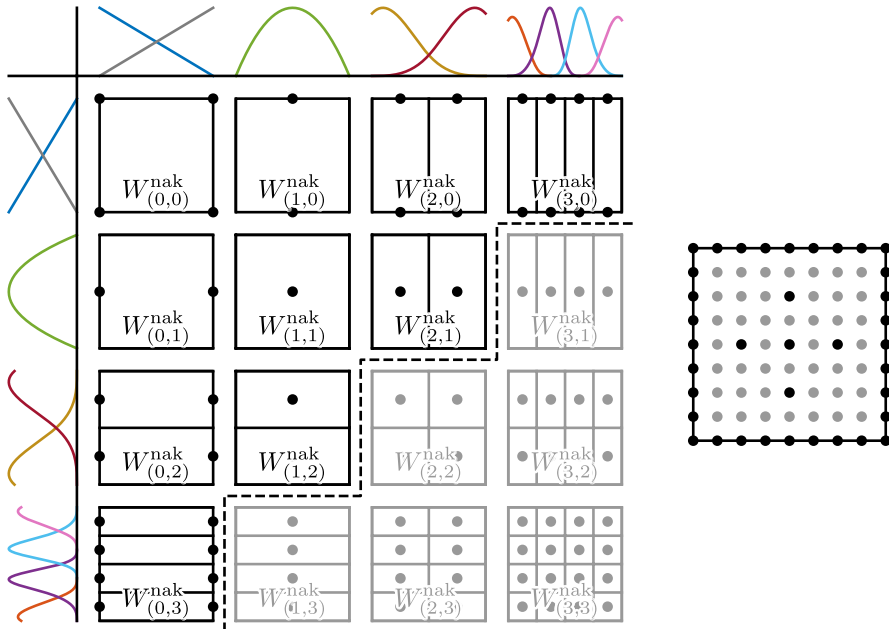 W^nak_(0,0) W^nak_(1,0) W^nak_(2,0) W^nak_(3,0)
W^nak_(0,1) W^nak_(1,1) W^nak_(2,1) W^nak_(3,1)
W^nak_(0,2) W^nak_(1,2) W^nak_(2,2) W^nak_(3,2)
W^nak_(0,3) W^nak_(1,3) W^nak_(2,3) W^nak_(3,3)